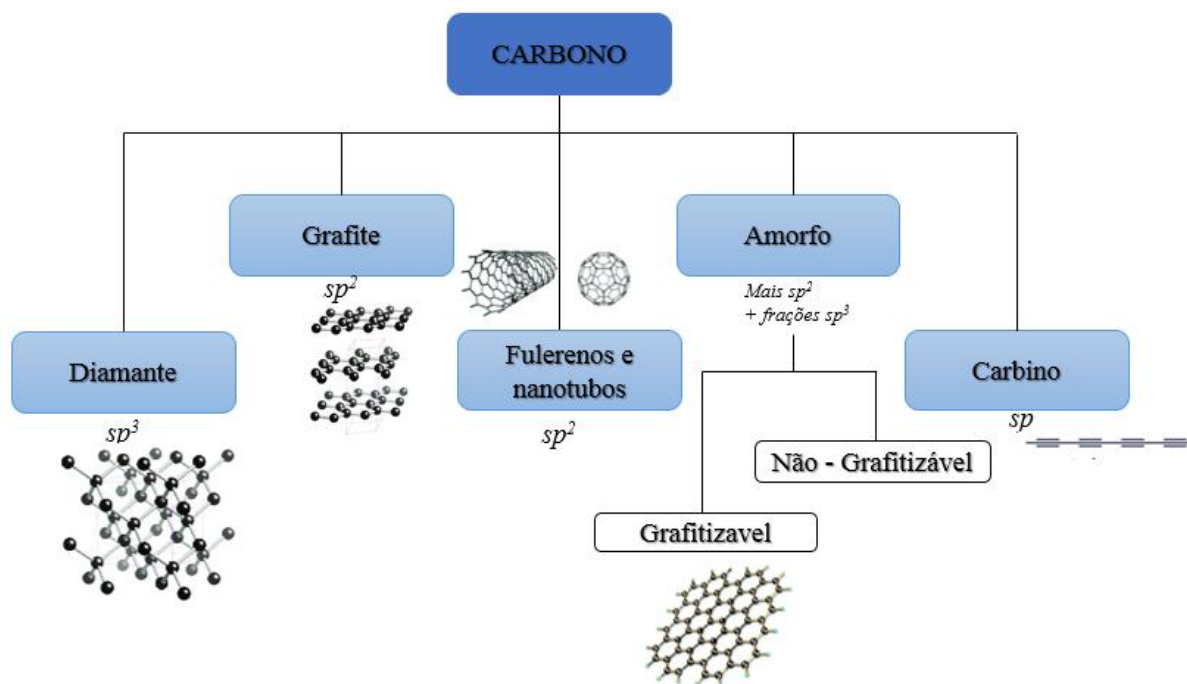 CARBONO
Grafite
sp²
Amorfo
Mais sp²
+ frações sp³
Diamante
sp³
Fulerenos e
nanotubos
sp²
Carbino
sp
Não - Grafitizável
Grafitizavel